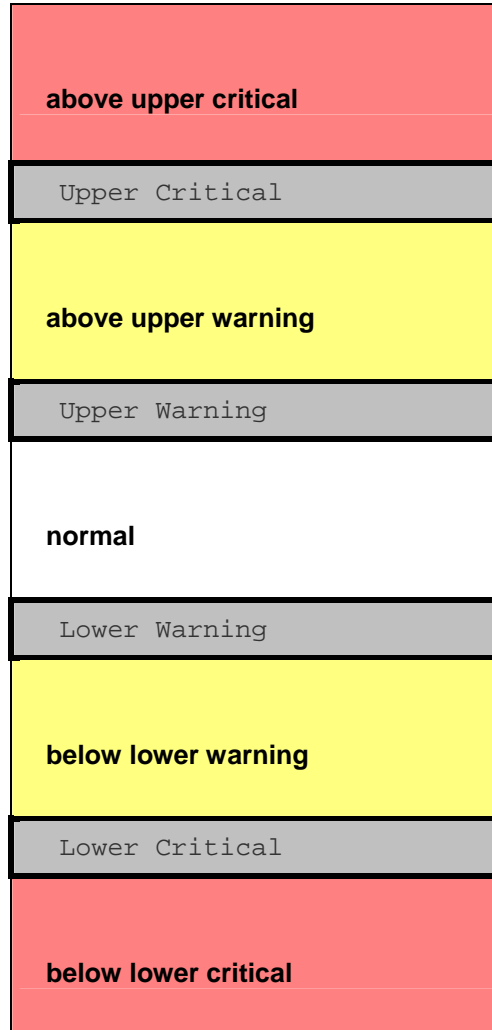 above upper critical
Upper Critical
above upper warning
Upper Warning
normal
Lower Warning
below lower warning
Lower Critical
below lower critical